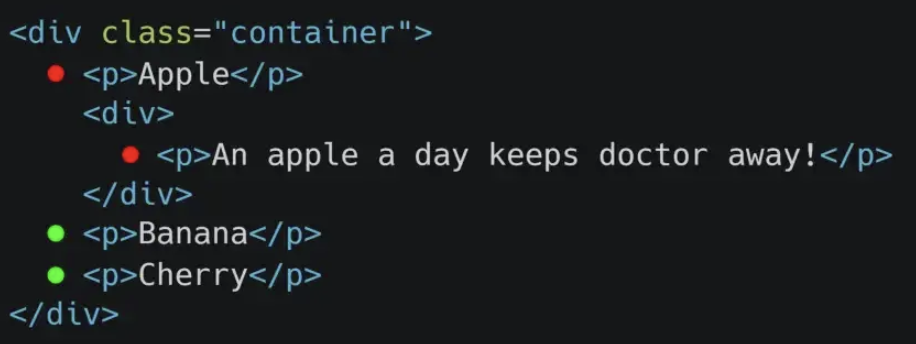 <div class="container">
<p>Apple</p>
<div>
<p>An apple a day keeps doctor away!</p>
</div>
<p>Banana</p>
<p>Cherry</p>
</div>